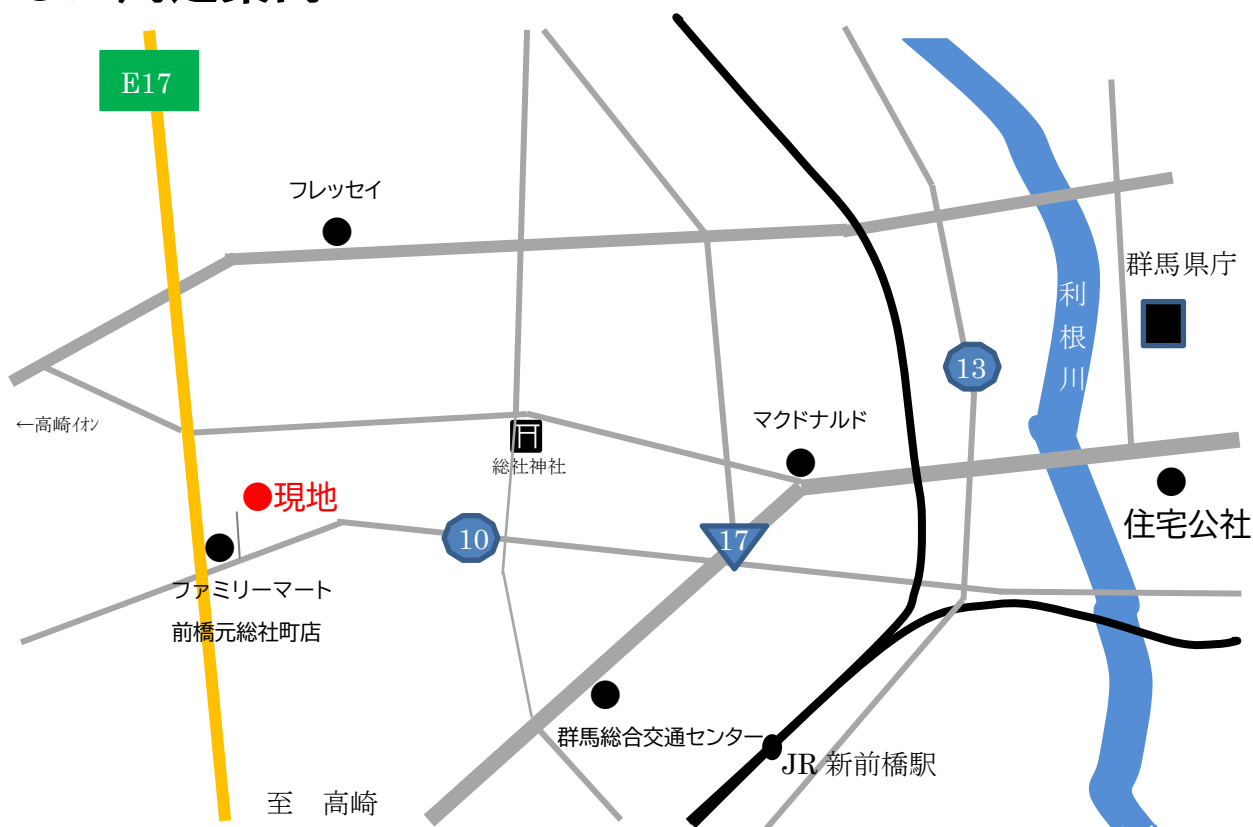 E17
フレッセイ
群馬県庁
利根川
13
←高崎ｲｵﾝ
マクドナルド
総社神社
現地
住宅公社
10
17
ファミリーマート
前橋元総社町店
群馬総合交通センター
JR 新前橋駅
至　高崎